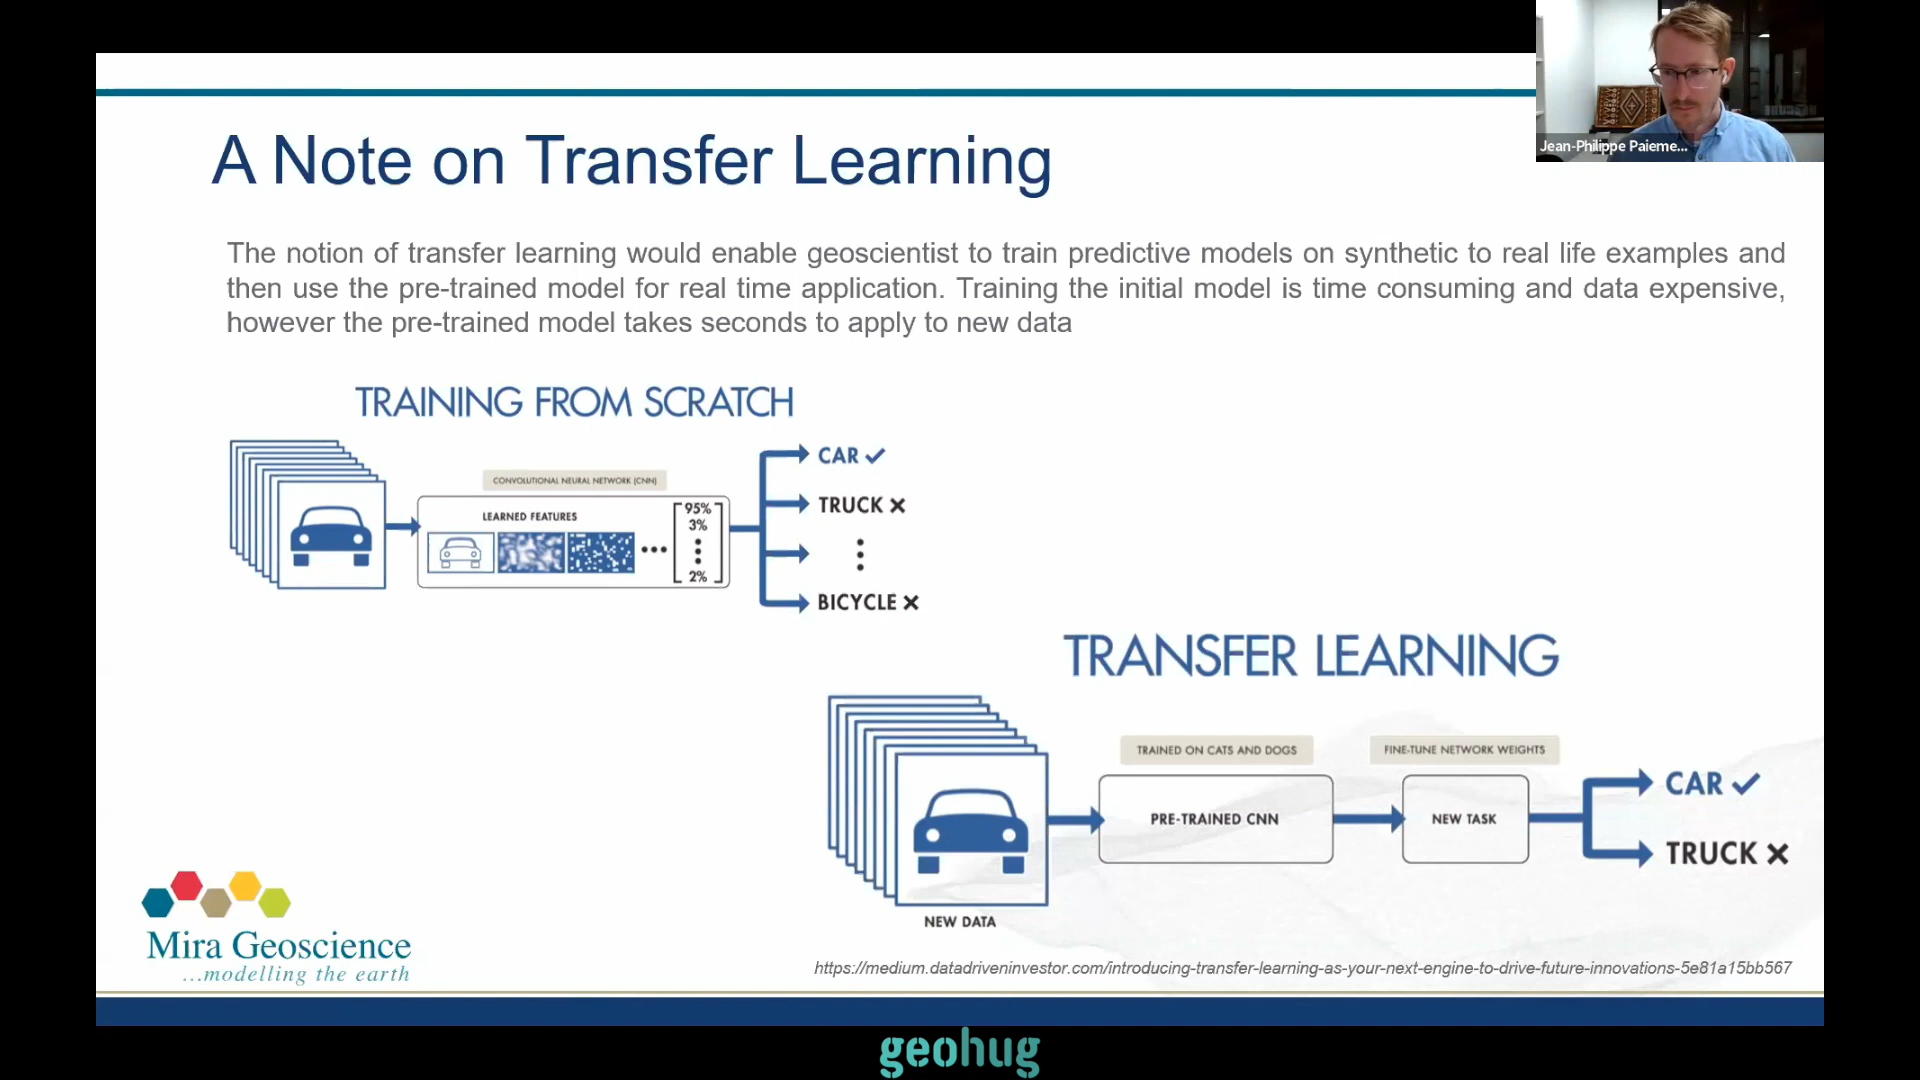 Jean-Philippe Paieme...
A Note on Transfer Learning
The notion of transfer learning would enable geoscientist to train predictive models on synthetic to real life examples and
then use the pre-trained model for real time application. Training the initial model is time consuming and data expensive,
however the pre-trained model takes seconds to apply to new data
TRAINING FROM SCRATCH
CONVOLUTIONAL NEURAL NETWORK (CNN)
LEARNED FEATURES
95%
3%
2%
CAR ✓
TRUCK ✕
BICYCLE ✕
TRANSFER LEARNING
TRAINED ON CATS AND DOGS
FINE-TUNE NETWORK WEIGHTS
PRE-TRAINED CNN
NEW TASK
CAR ✓
TRUCK ✕
NEW DATA
Mira Geoscience
...modelling the earth
https://medium.datadriveninvestor.com/introducing-transfer-learning-as-your-next-engine-to-drive-future-innovations-5e81a15bb567
geohug